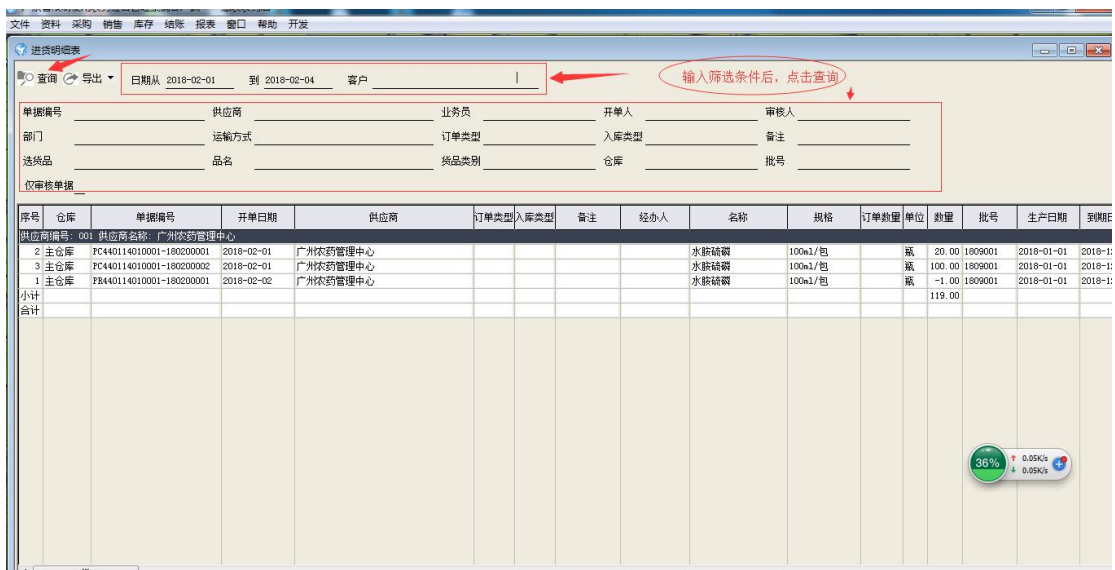 文件 资料 采购 销售 库存 结账 报表 窗口 帮助 开发
进货明细表
查询 导出 日期从 2018-02-01 到 2018-02-04 客户 输入筛选条件后，点击查询
单据编号 供应商 业务员 开单人 审核人
部门 运输方式 订单类型 入库类型 备注
选货品 品名 货品类别 仓库 批号
仅审核单据
序号 仓库 单据编号 开单日期 供应商 订单类型 入库类型 备注 经办人 名称 规格 订单数量 单位 数量 批号 生产日期 到期日
供应商编号: 001 供应商名称: 广州农药管理中心
2 主仓库 PC440114010001-180200001 2018-02-01 广州农药管理中心 水胺硫磷 100ml/包 瓶 20.00 1809001 2018-01-01 2018-1
3 主仓库 PC440114010001-180200002 2018-02-01 广州农药管理中心 水胺硫磷 100ml/包 瓶 100.00 1809001 2018-01-01 2018-1
1 主仓库 PR440114010001-180200001 2018-02-02 广州农药管理中心 水胺硫磷 100ml/包 瓶 -1.00 1809001 2018-01-01 2018-1
小计 119.00
合计
36% 0.05K/s
0.05K/s